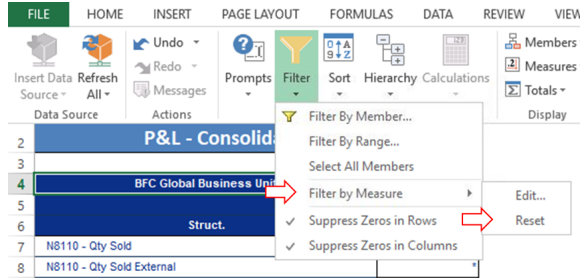 FILE HOME INSERT PAGE LAYOUT FORMULAS DATA REVIEW VIEW
Undo
Redo
Messages
Insert Data Source
Refresh All
Prompts Filter Sort Hierarchy Calculations
Members
Measures
Totals
Data Source Actions Display
Filter By Member...
Filter By Range...
Select All Members
Filter by Measure
Suppress Zeros in Rows
Suppress Zeros in Columns
Edit...
Reset
2 P&L - Consolid
3
4 BFC Global Business Unit
5
6 Struct.
7 N8110 - Qty Sold
8 N8110 - Qty Sold External *